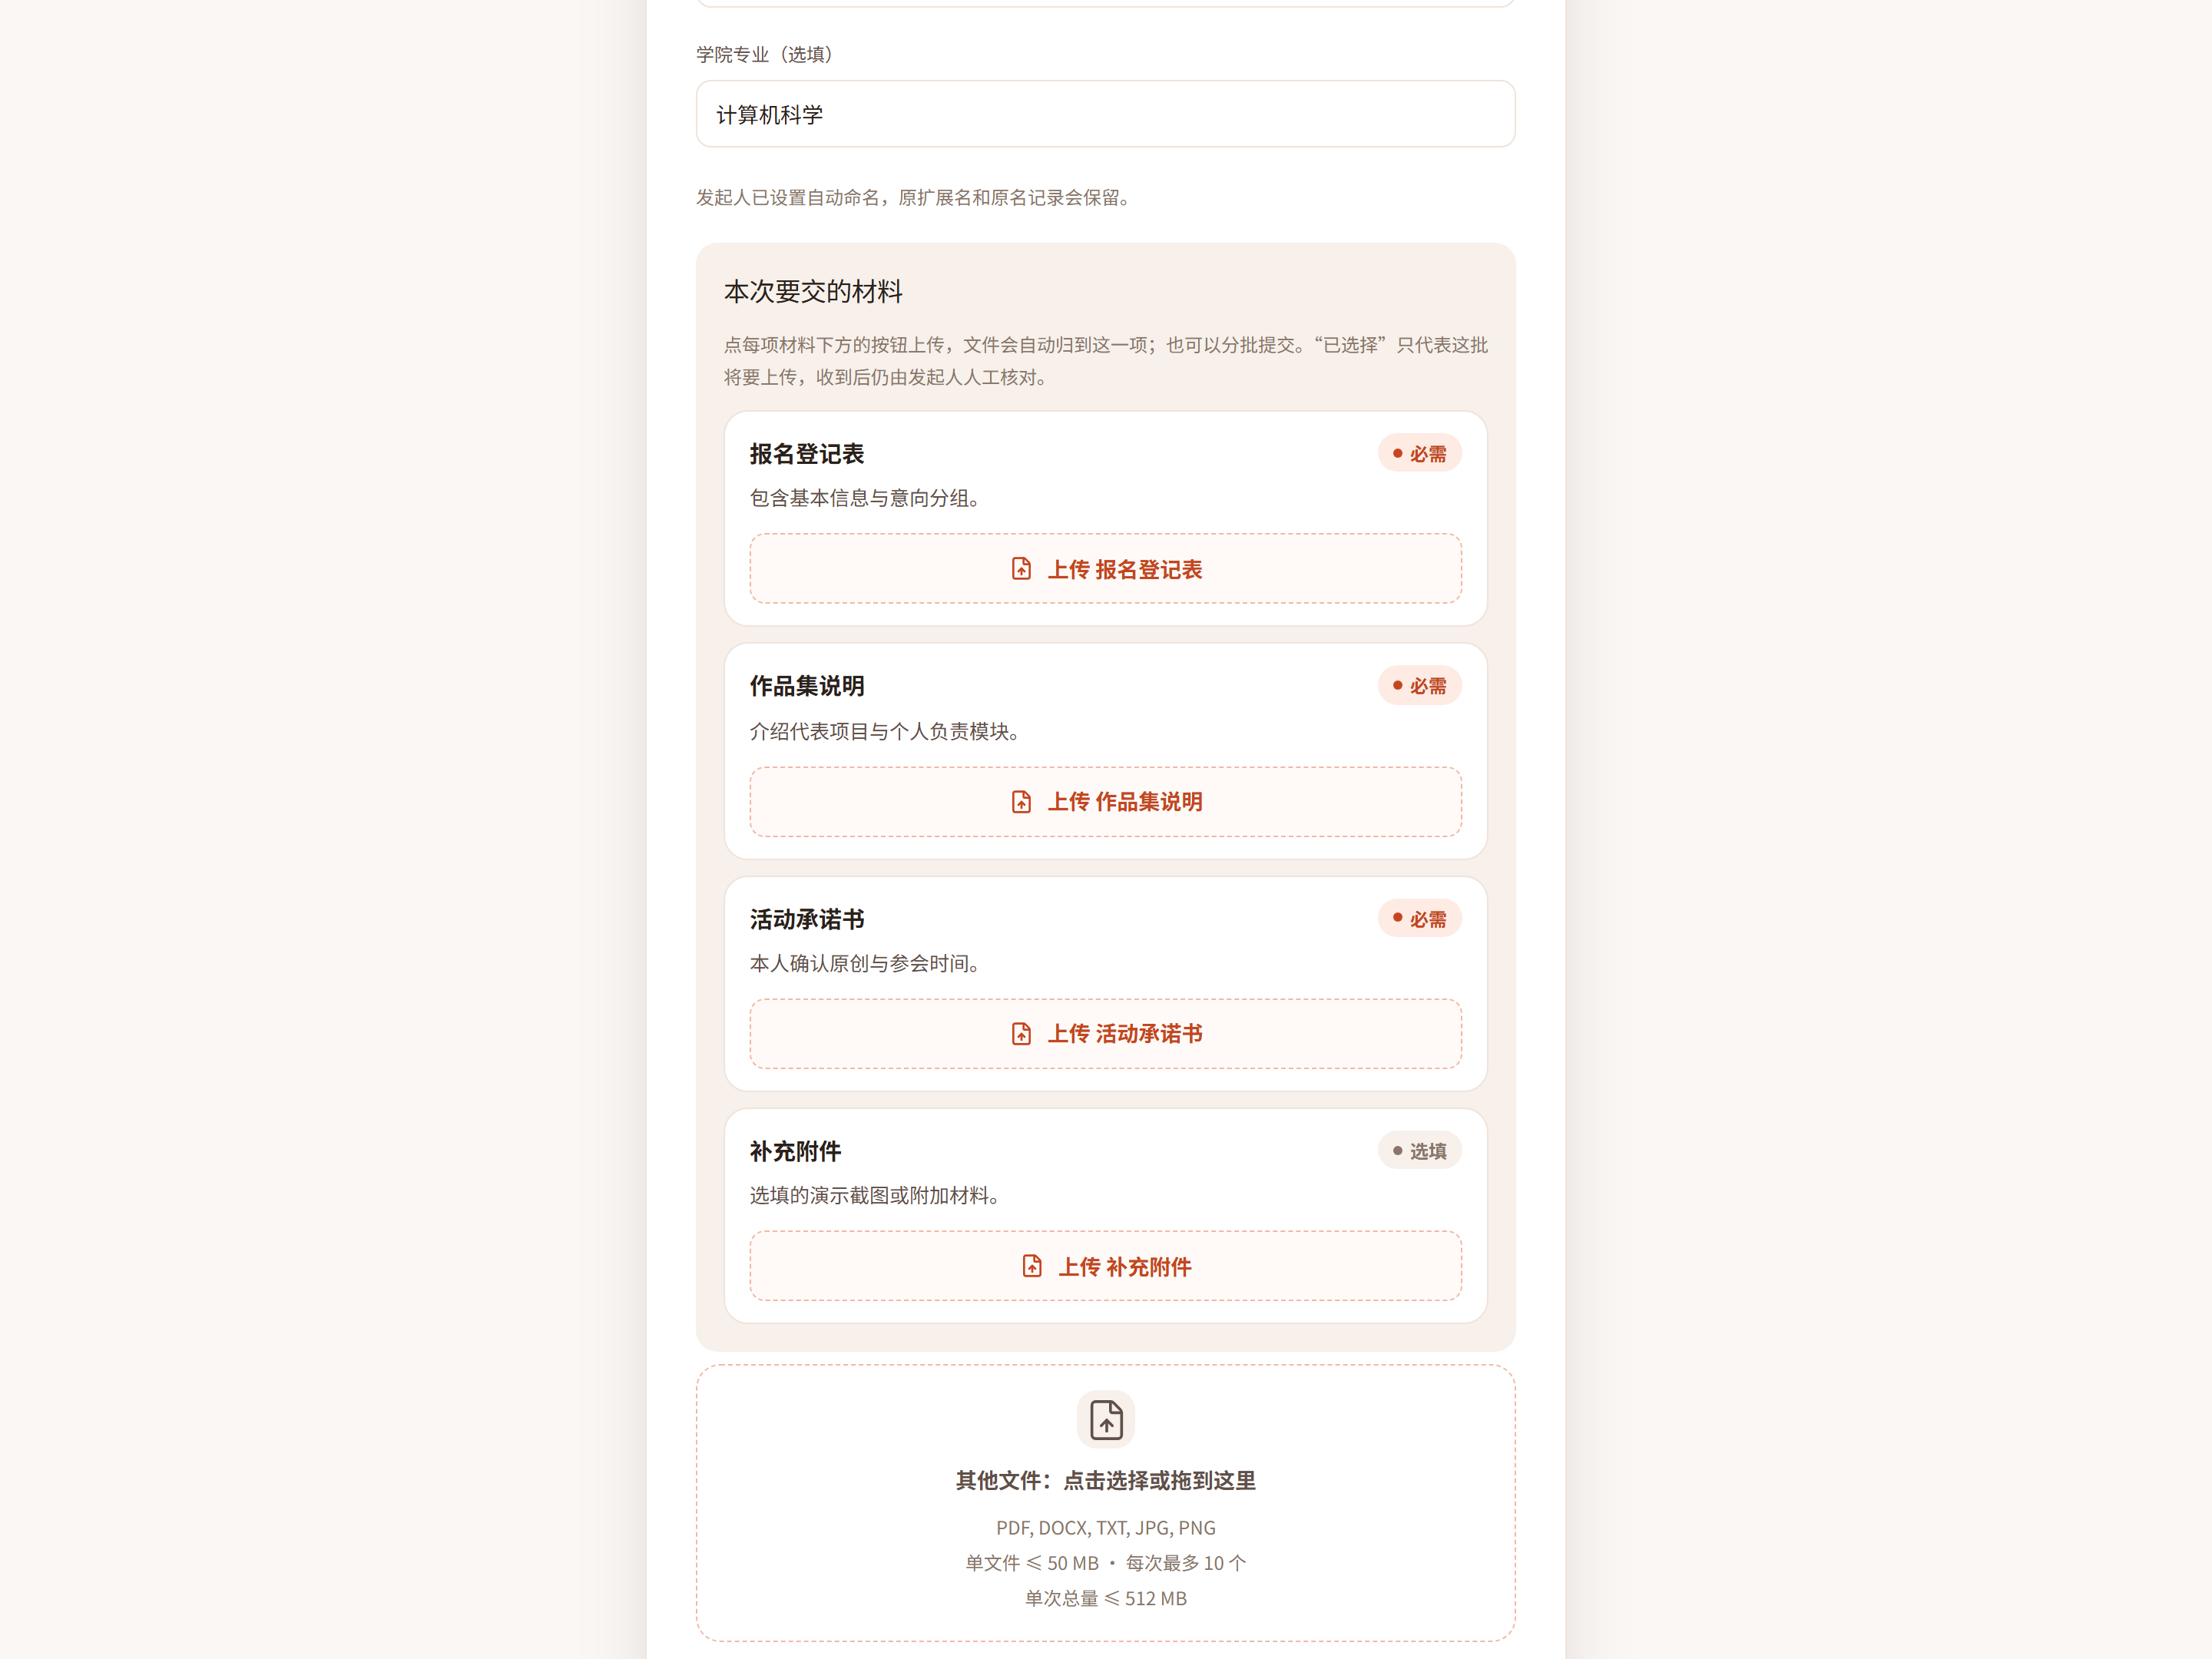 学院专业（选填）
计算机科学
发起人已设置自动命名，原扩展名和原名记录会保留。
本次要交的材料
点每项材料下方的按钮上传，文件会自动归到这一项；也可以分批提交。“已选择”只代表这批
将要上传，收到后仍由发起人人工核对。
报名登记表
必需
包含基本信息与意向分组。
上传 报名登记表
作品集说明
必需
介绍代表项目与个人负责模块。
上传 作品集说明
活动承诺书
必需
本人确认原创与参会时间。
上传 活动承诺书
补充附件
选填
选填的演示截图或附加材料。
上传 补充附件
其他文件：点击选择或拖到这里
PDF, DOCX, TXT, JPG, PNG
单文件 ≤ 50 MB · 每次最多 10 个
单次总量 ≤ 512 MB